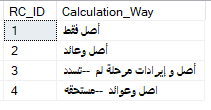 RC_ID Calculation_Way
1 أصل فقط
2 أصل وعائد
3 أصل و إيرادات مرحلة لم --تسدد
4 اصل وعوائد --مستحقه